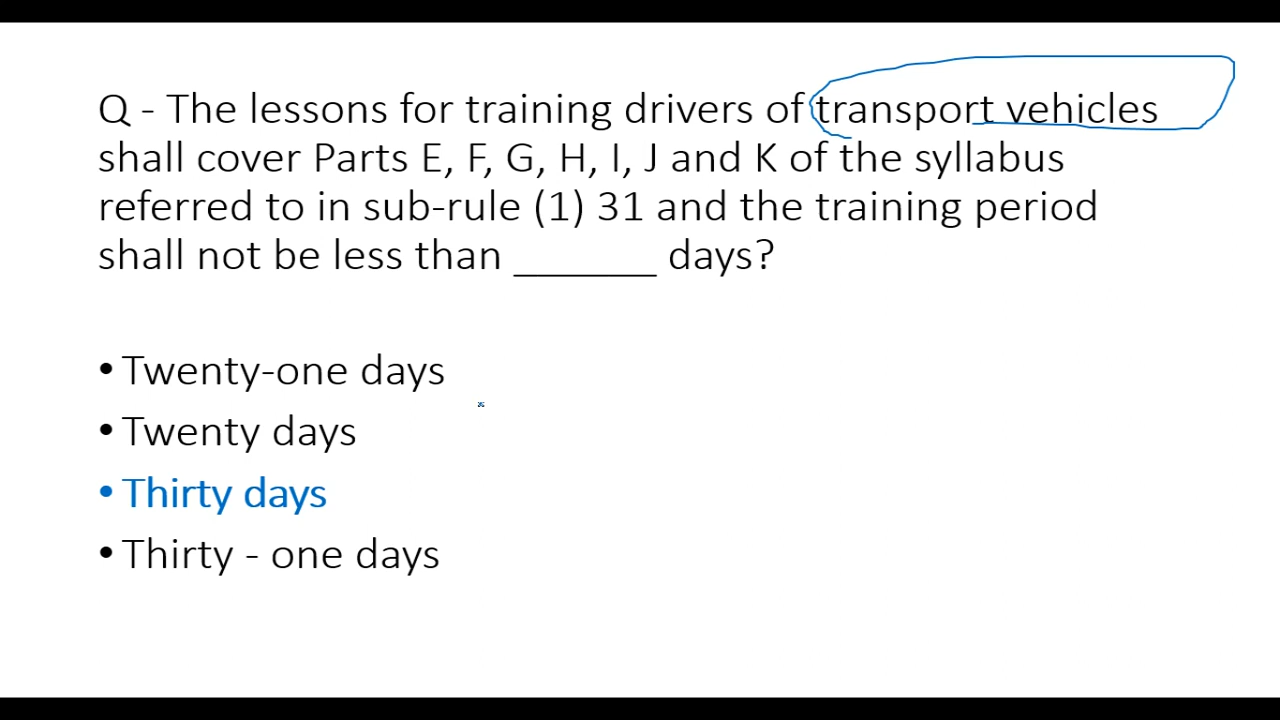 Q - The lessons for training drivers of transport vehicles
shall cover Parts E, F, G, H, I, J and K of the syllabus
referred to in sub-rule (1) 31 and the training period
shall not be less than ______ days?
• Twenty-one days
• Twenty days
• Thirty days
• Thirty - one days